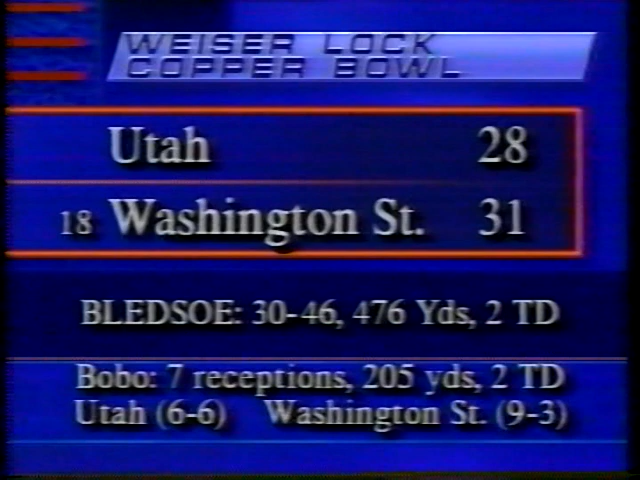 WEISER LOCK
COPPER BOWL
Utah 28
18 Washington St. 31
BLEDSOE: 30-46, 476 Yds, 2 TD
Bobo: 7 receptions, 205 yds, 2 TD
Utah (6-6) Washington St. (9-3)